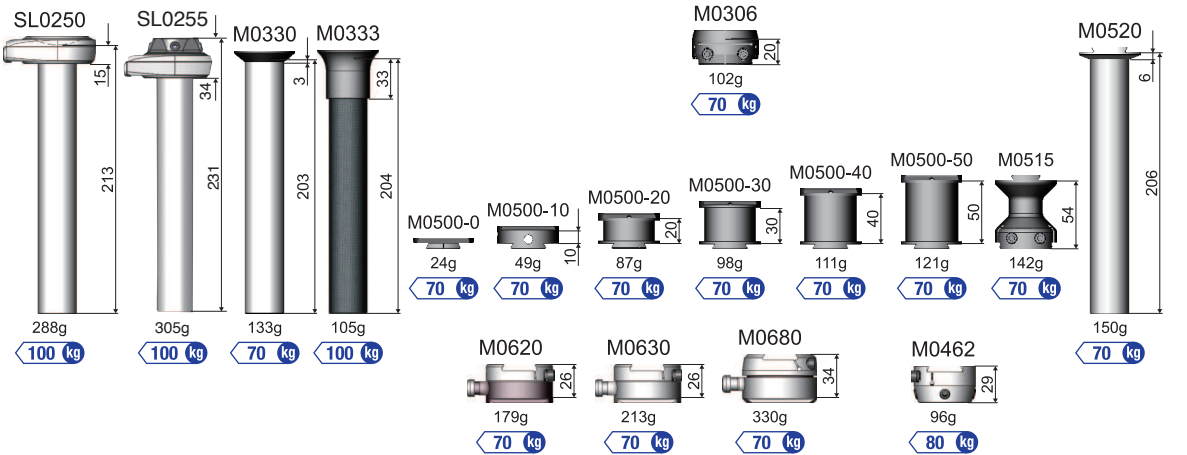 SL0250
15
213
288g
100 kg
SL0255
34
231
305g
100 kg
M0330
3
203
133g
70 kg
M0333
33
204
105g
100 kg
M0306
20
102g
70 kg
M0520
6
206
150g
70 kg
M0500-0
24g
70 kg
M0500-10
10
49g
70 kg
M0500-20
20
87g
70 kg
M0500-30
30
98g
70 kg
M0500-40
40
111g
70 kg
M0500-50
50
121g
70 kg
M0515
54
142g
70 kg
M0620
26
179g
70 kg
M0630
26
213g
70 kg
M0680
34
330g
70 kg
M0462
29
96g
80 kg